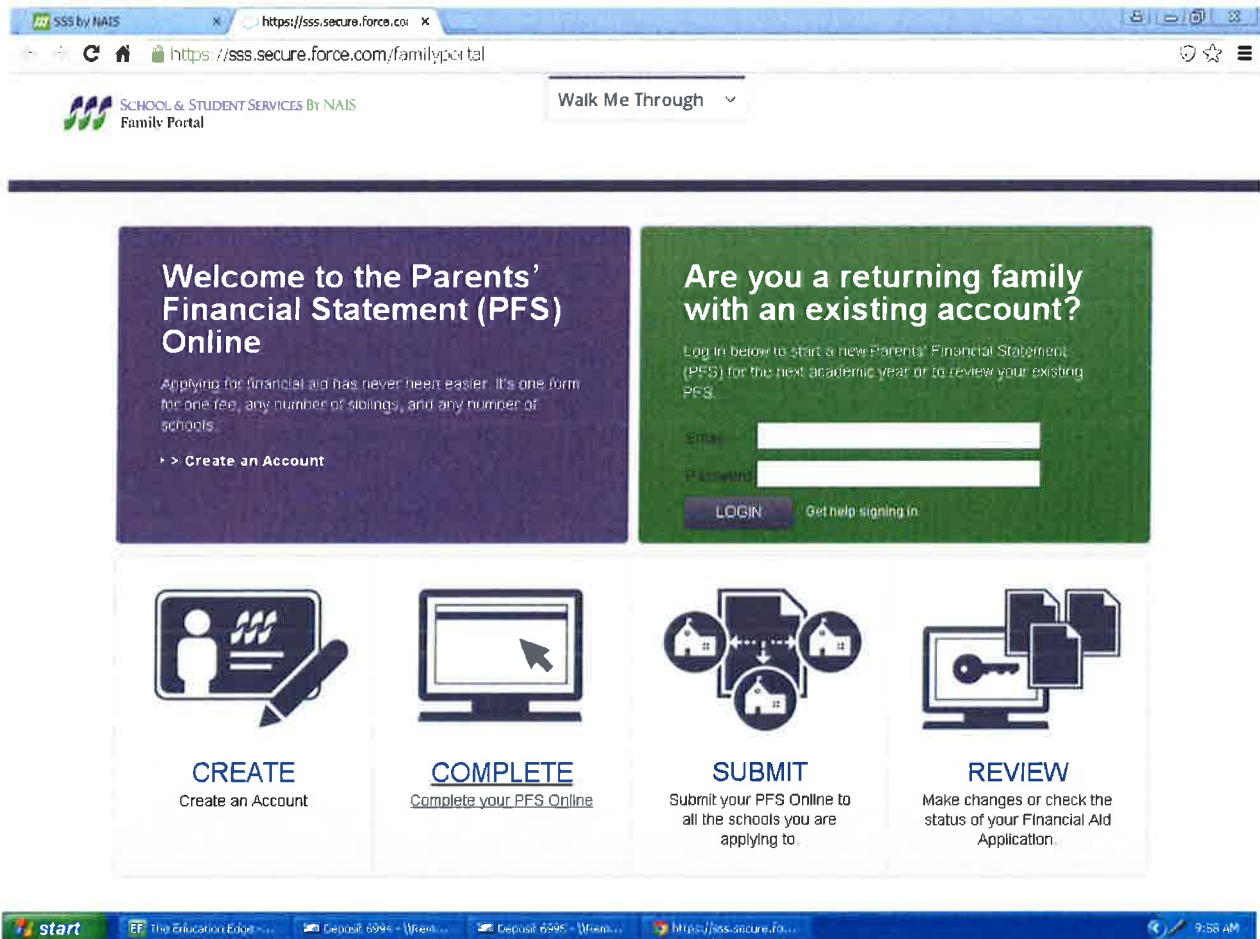 SSS by NAIS
https://sss.secure.force.co
https://sss.secure.force.com/familyportal
SCHOOL & STUDENT SERVICES BY NAIS
Family Portal
Walk Me Through
Welcome to the Parents'
Financial Statement (PFS)
Online
Applying for financial aid has never been easier. It's one form
for one fee, any number of siblings, and any number of
schools.
> Create an Account
Are you a returning family
with an existing account?
Log in below to start a new Parents' Financial Statement
(PFS) for the next academic year or to review your existing
PFS.
Email
Password
LOGIN
Get help signing in
CREATE
Create an Account
COMPLETE
Complete your PFS Online
SUBMIT
Submit your PFS Online to
all the schools you are
applying to.
REVIEW
Make changes or check the
status of your Financial Aid
Application.
start
The Education Edge -...
Deposit 6994 - \\Rem...
Deposit 6995 - \\Rem...
https://sss.secure.fo...
9:58 AM